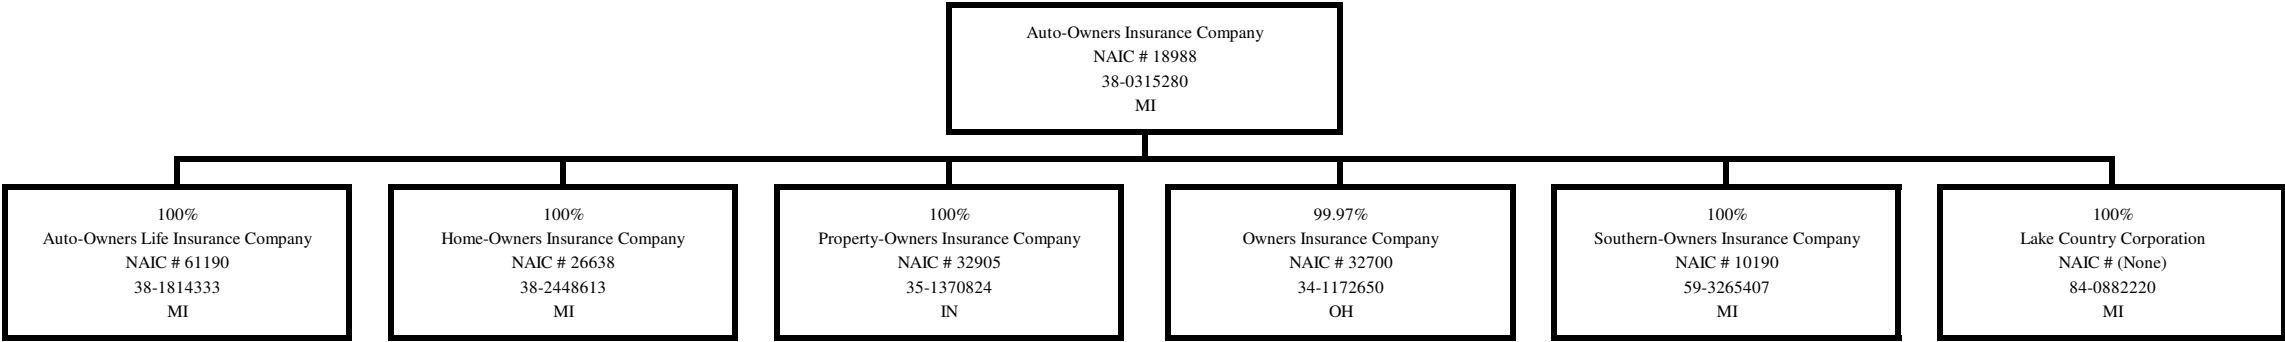 Auto-Owners Insurance Company
NAIC # 18988
38-0315280
MI
100%
Auto-Owners Life Insurance Company
NAIC # 61190
38-1814333
MI
100%
Home-Owners Insurance Company
NAIC # 26638
38-2448613
MI
100%
Property-Owners Insurance Company
NAIC # 32905
35-1370824
IN
99.97%
Owners Insurance Company
NAIC # 32700
34-1172650
OH
100%
Southern-Owners Insurance Company
NAIC # 10190
59-3265407
MI
100%
Lake Country Corporation
NAIC # (None)
84-0882220
MI